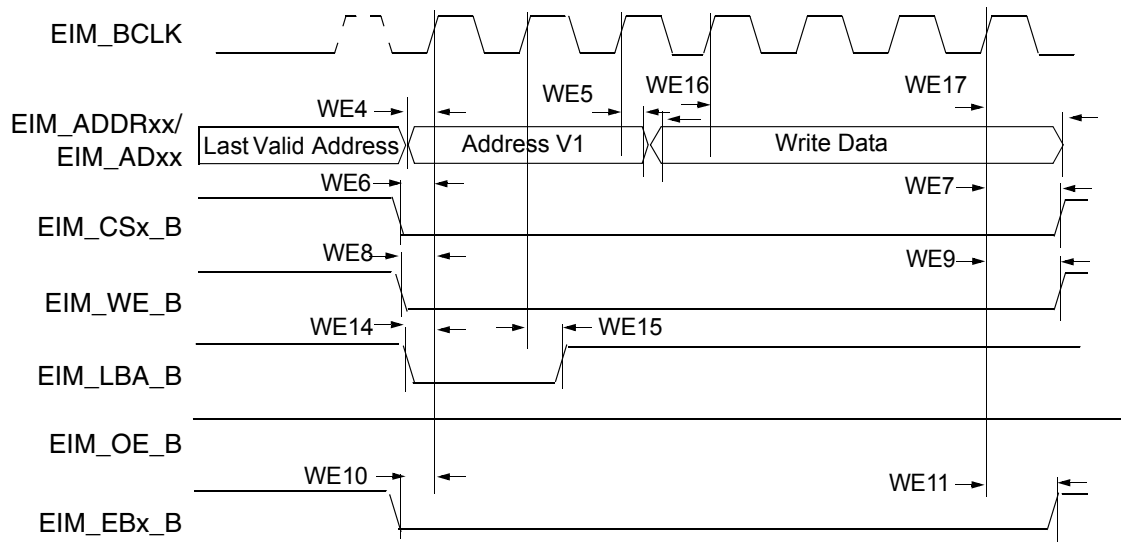 EIM_BCLK
WE4
WE5
WE16
WE17
EIM_ADDRxx/
EIM_ADxx
Last Valid Address
Address V1
Write Data
WE6
WE7
EIM_CSx_B
WE8
WE9
EIM_WE_B
WE14
WE15
EIM_LBA_B
EIM_OE_B
WE10
WE11
EIM_EBx_B